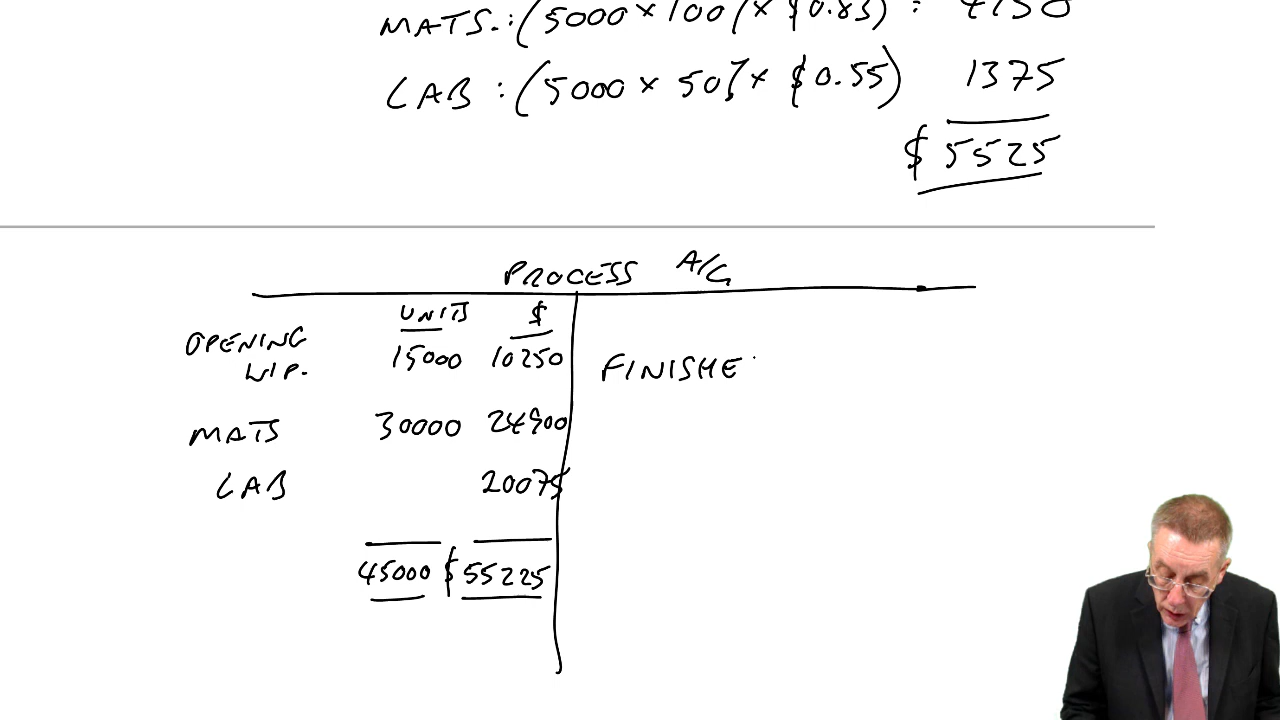 MATS.: (5000 × 100% × $0.83) : 4150
LAB : (5000 × 50% × $0.55) 1375
$ 5525
PROCESS A/C
UNITS $
OPENING WIP. 15000 10250
FINISHE
MATS 30000 24900
LAB 20075
45000 $ 55225